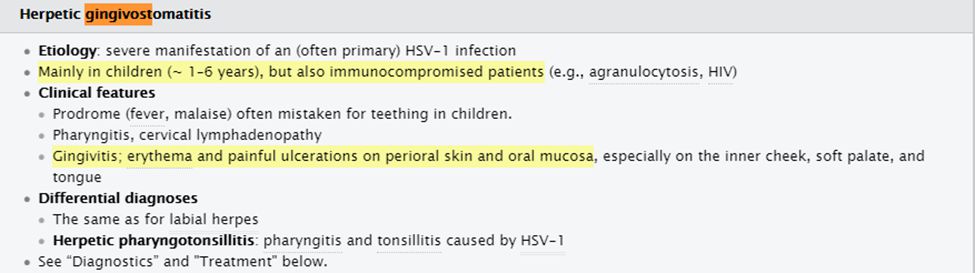 Herpetic gingivostomatitis
• Etiology: severe manifestation of an (often primary) HSV-1 infection
• Mainly in children (~ 1-6 years), but also immunocompromised patients (e.g., agranulocytosis, HIV)
• Clinical features
• Prodrome (fever, malaise) often mistaken for teething in children.
• Pharyngitis, cervical lymphadenopathy
• Gingivitis; erythema and painful ulcerations on perioral skin and oral mucosa, especially on the inner cheek, soft palate, and
tongue
• Differential diagnoses
• The same as for labial herpes
• Herpetic pharyngotonsillitis: pharyngitis and tonsillitis caused by HSV-1
• See “Diagnostics” and "Treatment" below.